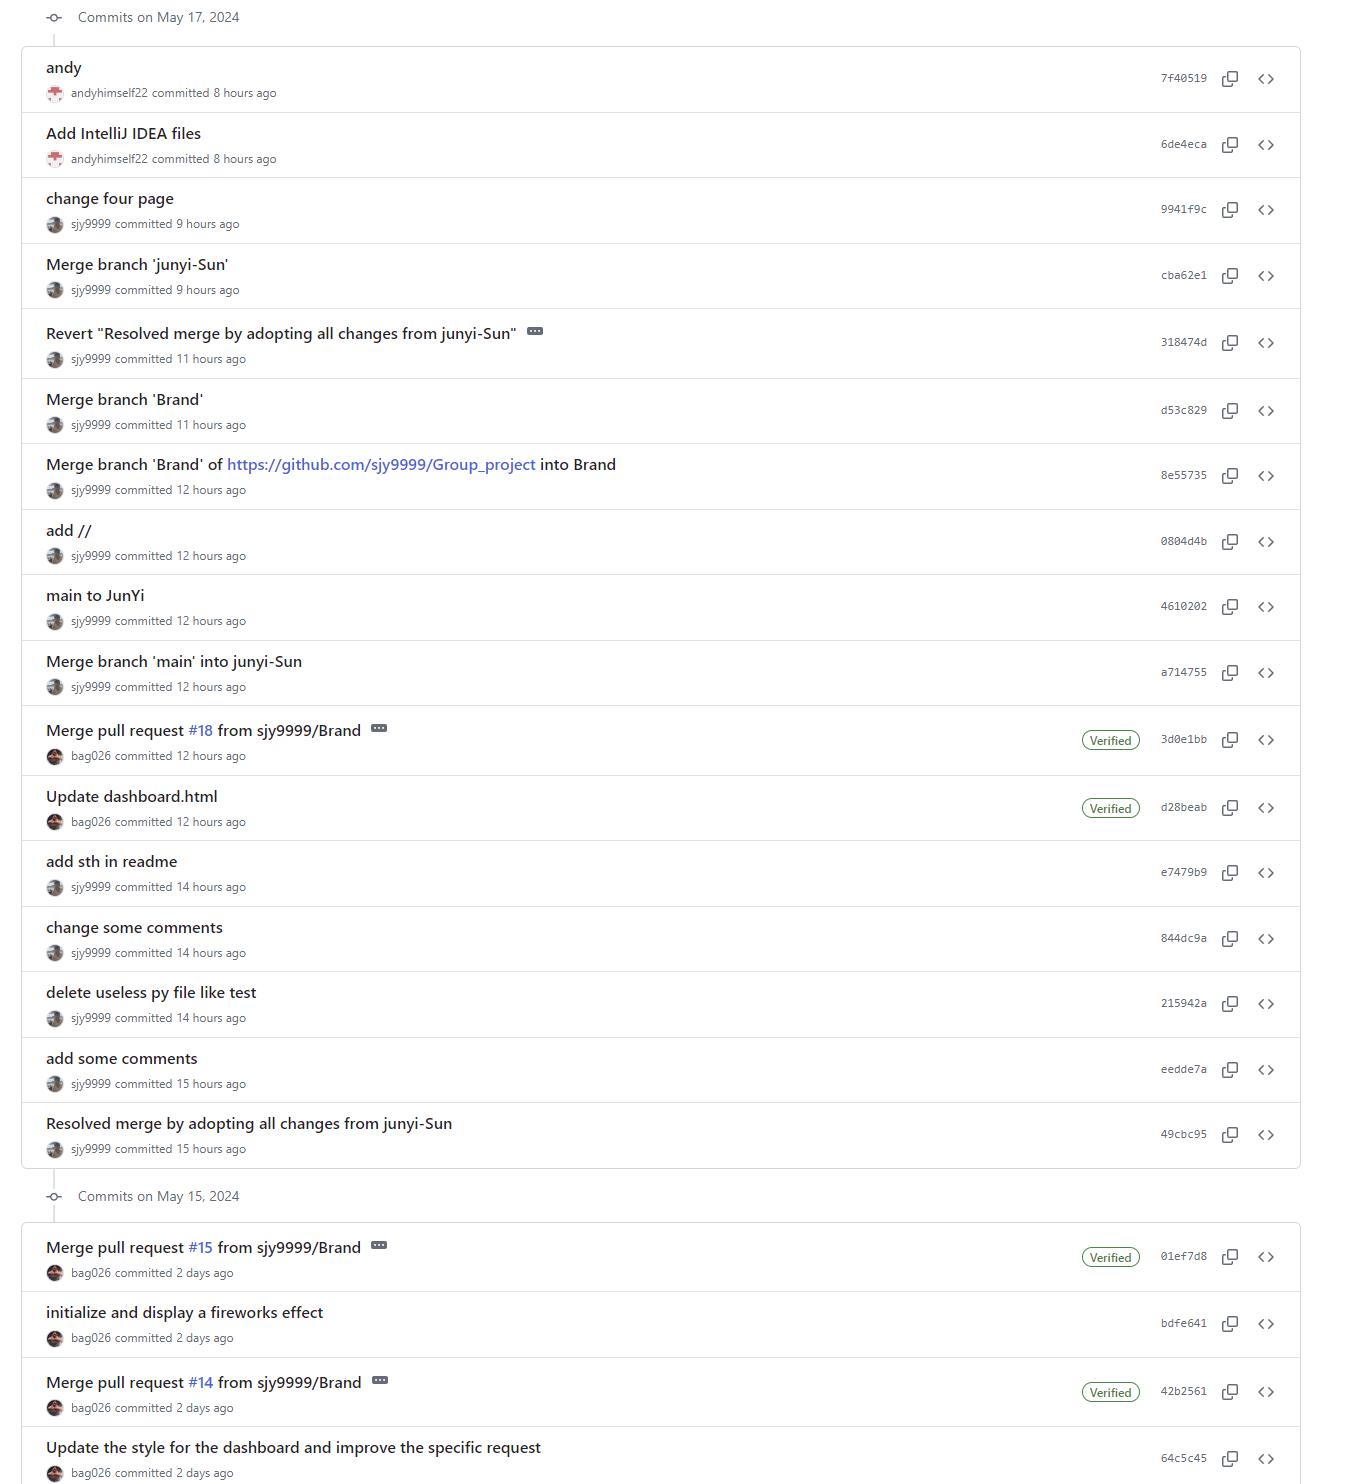 Commits on May 17, 2024
andy
andyhimself22 committed 8 hours ago
7f40519
Add IntelliJ IDEA files
andyhimself22 committed 8 hours ago
6de4eca
change four page
sjy9999 committed 9 hours ago
9941f9c
Merge branch 'junyi-Sun'
sjy9999 committed 9 hours ago
cba62e1
Revert "Resolved merge by adopting all changes from junyi-Sun"
sjy9999 committed 11 hours ago
318474d
Merge branch 'Brand'
sjy9999 committed 11 hours ago
d53c829
Merge branch 'Brand' of https://github.com/sjy9999/Group_project into Brand
sjy9999 committed 12 hours ago
8e55735
add //
sjy9999 committed 12 hours ago
0804d4b
main to JunYi
sjy9999 committed 12 hours ago
4610202
Merge branch 'main' into junyi-Sun
sjy9999 committed 12 hours ago
a714755
Merge pull request #18 from sjy9999/Brand
bag026 committed 12 hours ago
Verified 3d0e1bb
Update dashboard.html
bag026 committed 12 hours ago
Verified d28beab
add sth in readme
sjy9999 committed 14 hours ago
e7479b9
change some comments
sjy9999 committed 14 hours ago
844dc9a
delete useless py file like test
sjy9999 committed 14 hours ago
215942a
add some comments
sjy9999 committed 15 hours ago
eedde7a
Resolved merge by adopting all changes from junyi-Sun
sjy9999 committed 15 hours ago
49cbc95
Commits on May 15, 2024
Merge pull request #15 from sjy9999/Brand
bag026 committed 2 days ago
Verified 01ef7d8
initialize and display a fireworks effect
bag026 committed 2 days ago
bdfe641
Merge pull request #14 from sjy9999/Brand
bag026 committed 2 days ago
Verified 42b2561
Update the style for the dashboard and improve the specific request
bag026 committed 2 days ago
64c5c45